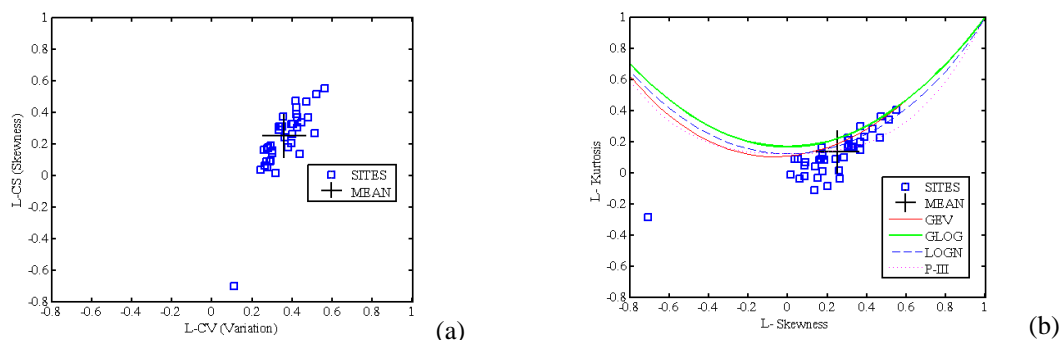 1
0.8
0.6
0.4
0.2
0
0.2
0.4
0.6
-0.8
L-CS (Skewness)
SITES
MEAN
-0.8 -0.6 -0.4 -0.2 0 0.2 0.4 0.6 0.8 1
L-CV (Variation)
(a)
1
0.8
0.6
0.4
0.2
0
0.2
0.4
0.6
-0.8
L- Kurtosis
SITES
MEAN
GEV
GLOG
LOGN
P-III
-0.8 -0.6 -0.4 -0.2 0 0.2 0.4 0.6 0.8 1
L- Skewness
(b)